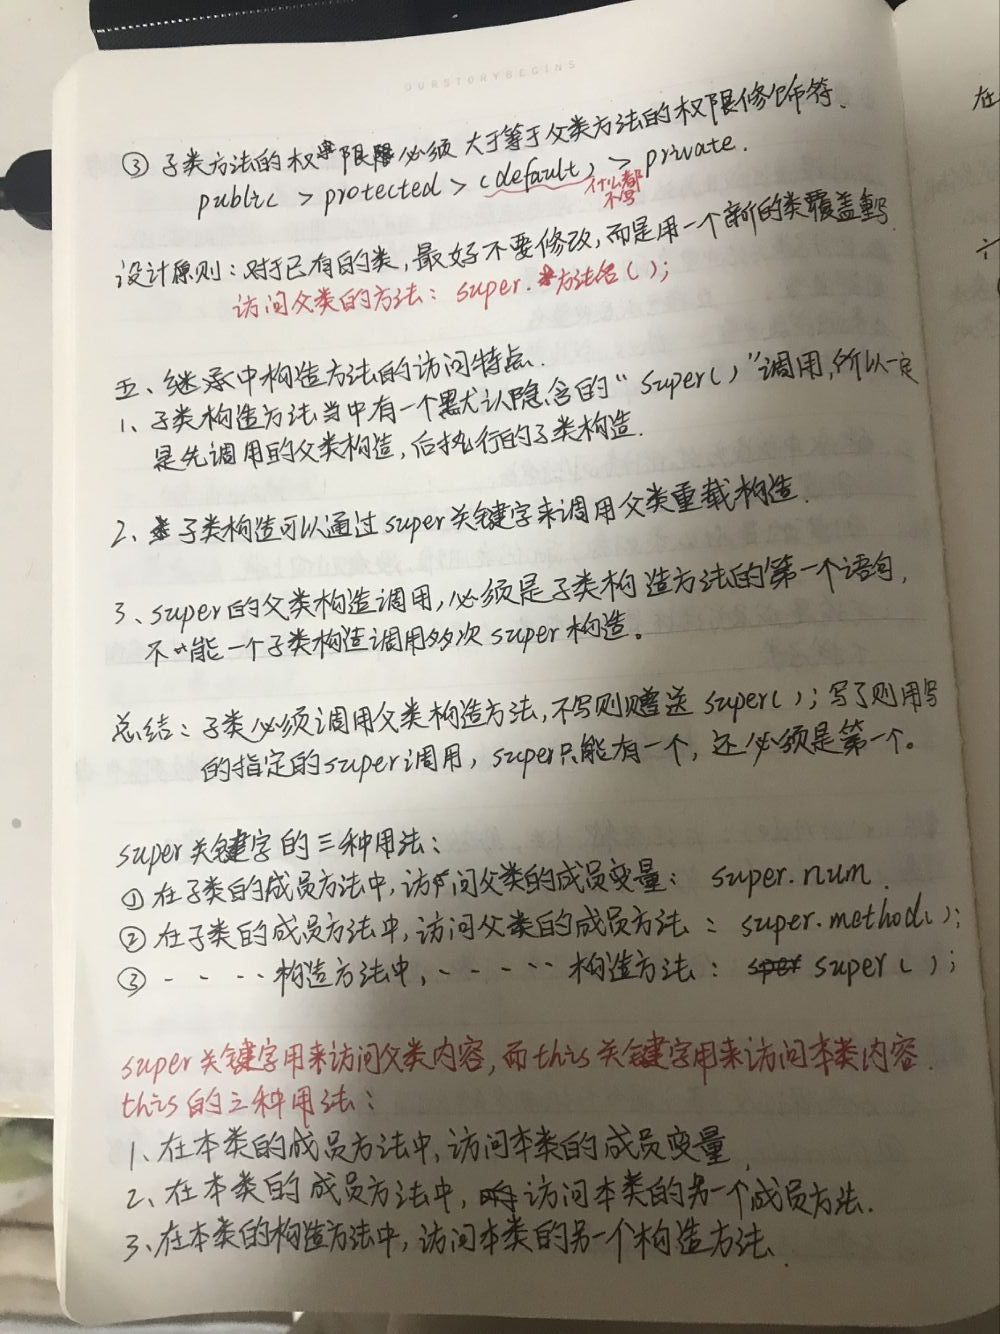 OURSTORYBEGINS
③ 子类方法的权限必须大于等于父类方法的权限修饰符.
public > protected > (default) > private.
什么都
不写
设计原则：对于已有的类，最好不要修改，而是用一个新的类覆盖重写
访问父类的方法：super.方法名();
五、继承中构造方法的访问特点.
1、子类构造方法当中有一个默认隐含的“super()”调用，所以一定
是先调用的父类构造，后执行的子类构造.
2、子类构造可以通过super关键字来调用父类重载构造.
3、super的父类构造调用，必须是子类构造方法的第一个语句，
不能一个子类构造调用多次super构造。
总结：子类必须调用父类构造方法，不写则赠送super()；写了则用写
的指定的super调用，super只能有一个，还必须是第一个。
super关键字的三种用法：
① 在子类的成员方法中，访问父类的成员变量： super.num.
② 在子类的成员方法中，访问父类的成员方法： super.method();
③ - - - - 构造方法中，- - - - - 构造方法： super();
super关键字用来访问父类内容，而this关键字用来访问本类内容.
this的三种用法：
1、在本类的成员方法中，访问本类的成员变量.
2、在本类的成员方法中，访问本类的另一个成员方法.
3、在本类的构造方法中，访问本类的另一个构造方法.
在